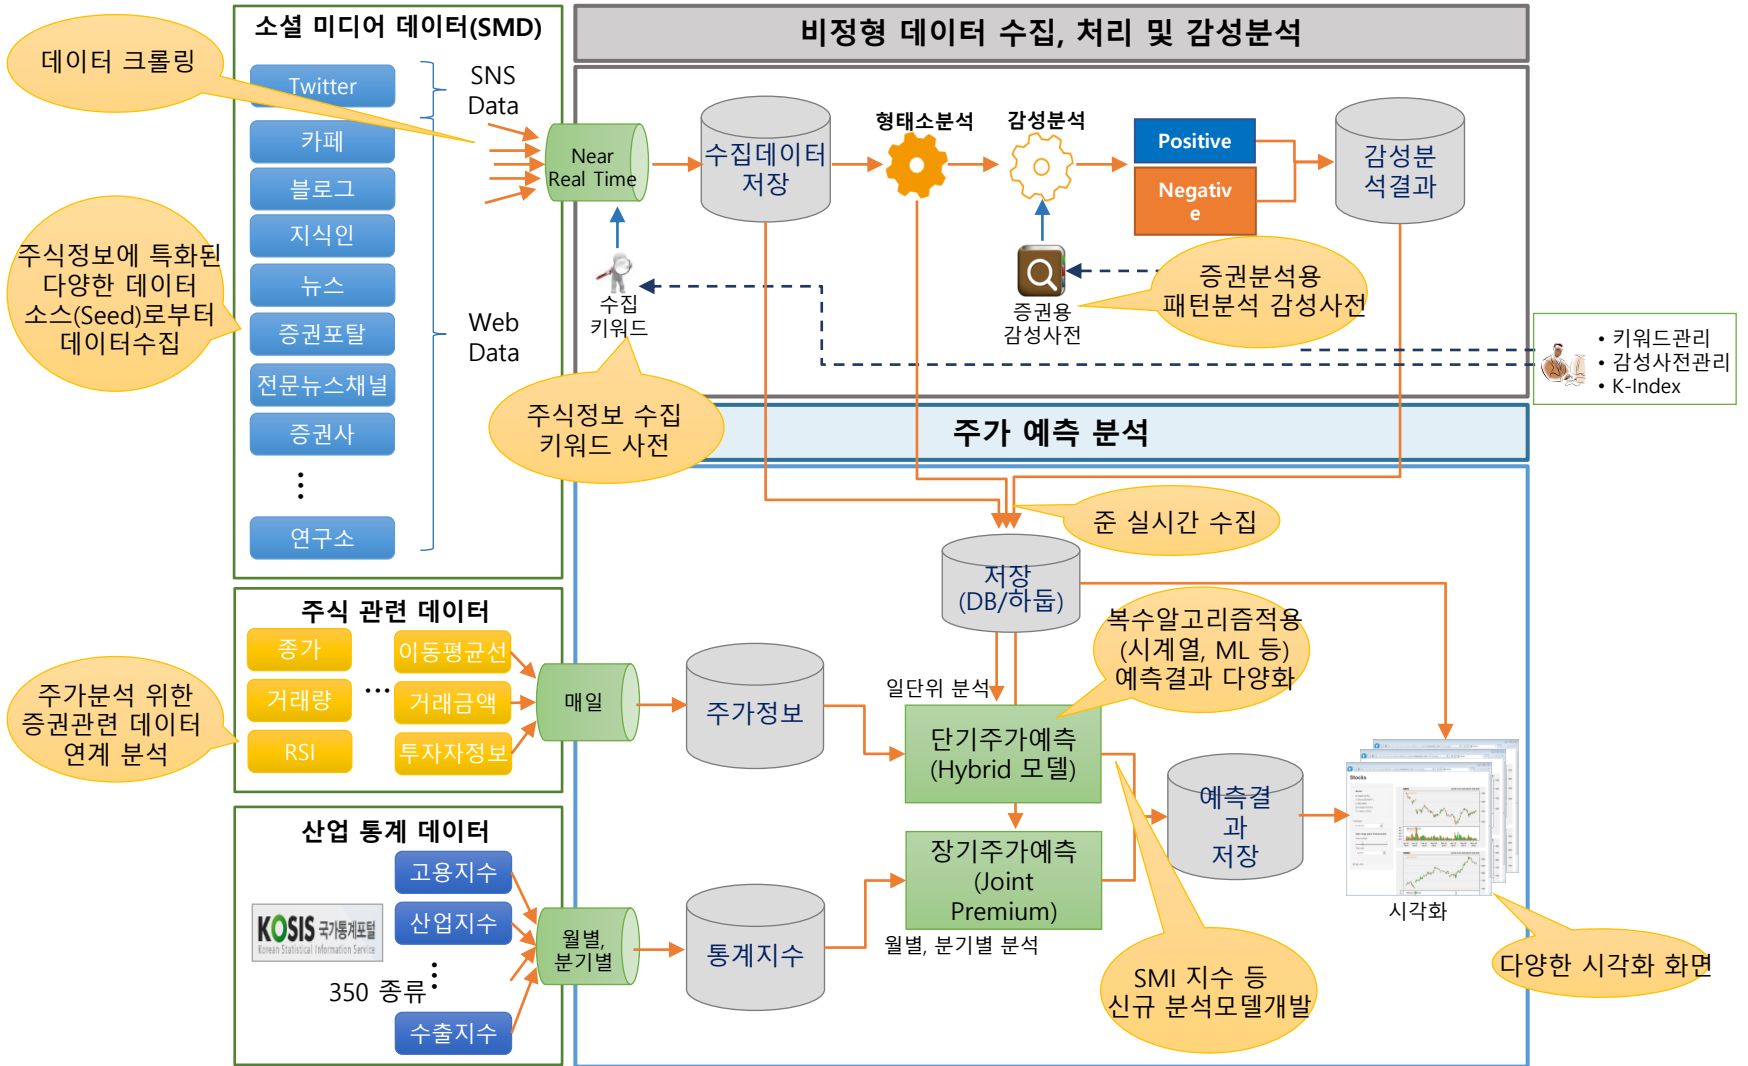 소셜 미디어 데이터(SMD)
데이터 크롤링
Twitter
카페
블로그
지식인
뉴스
증권포탈
전문뉴스채널
증권사
⋮
연구소
SNS
Data
Web
Data
주식정보에 특화된
다양한 데이터
소스(Seed)로부터
데이터수집
비정형 데이터 수집, 처리 및 감성분석
Near
Real Time
수집데이터
저장
형태소분석
감성분석
Positive
Negativ
e
감성분
석결과
수집
키워드
증권용
감성사전
증권분석용
패턴분석 감성사전
• 키워드관리
• 감성사전관리
• K-Index
주식정보 수집
키워드 사전
주가 예측 분석
준 실시간 수집
저장
(DB/하둡)
복수알고리즘적용
(시계열, ML 등)
예측결과 다양화
주식 관련 데이터
종가
이동평균선
거래량
...
거래금액
RSI
투자자정보
주가분석 위한
증권관련 데이터
연계 분석
매일
주가정보
일단위 분석
단기주가예측
(Hybrid 모델)
장기주가예측
(Joint
Premium)
월별, 분기별 분석
예측결
과
저장
Stocks
시각화
다양한 시각화 화면
SMI 지수 등
신규 분석모델개발
산업 통계 데이터
고용지수
산업지수
⋮
수출지수
KOSIS 국가통계포털
Korean Statistical Information Service
350 종류
월별,
분기별
통계지수